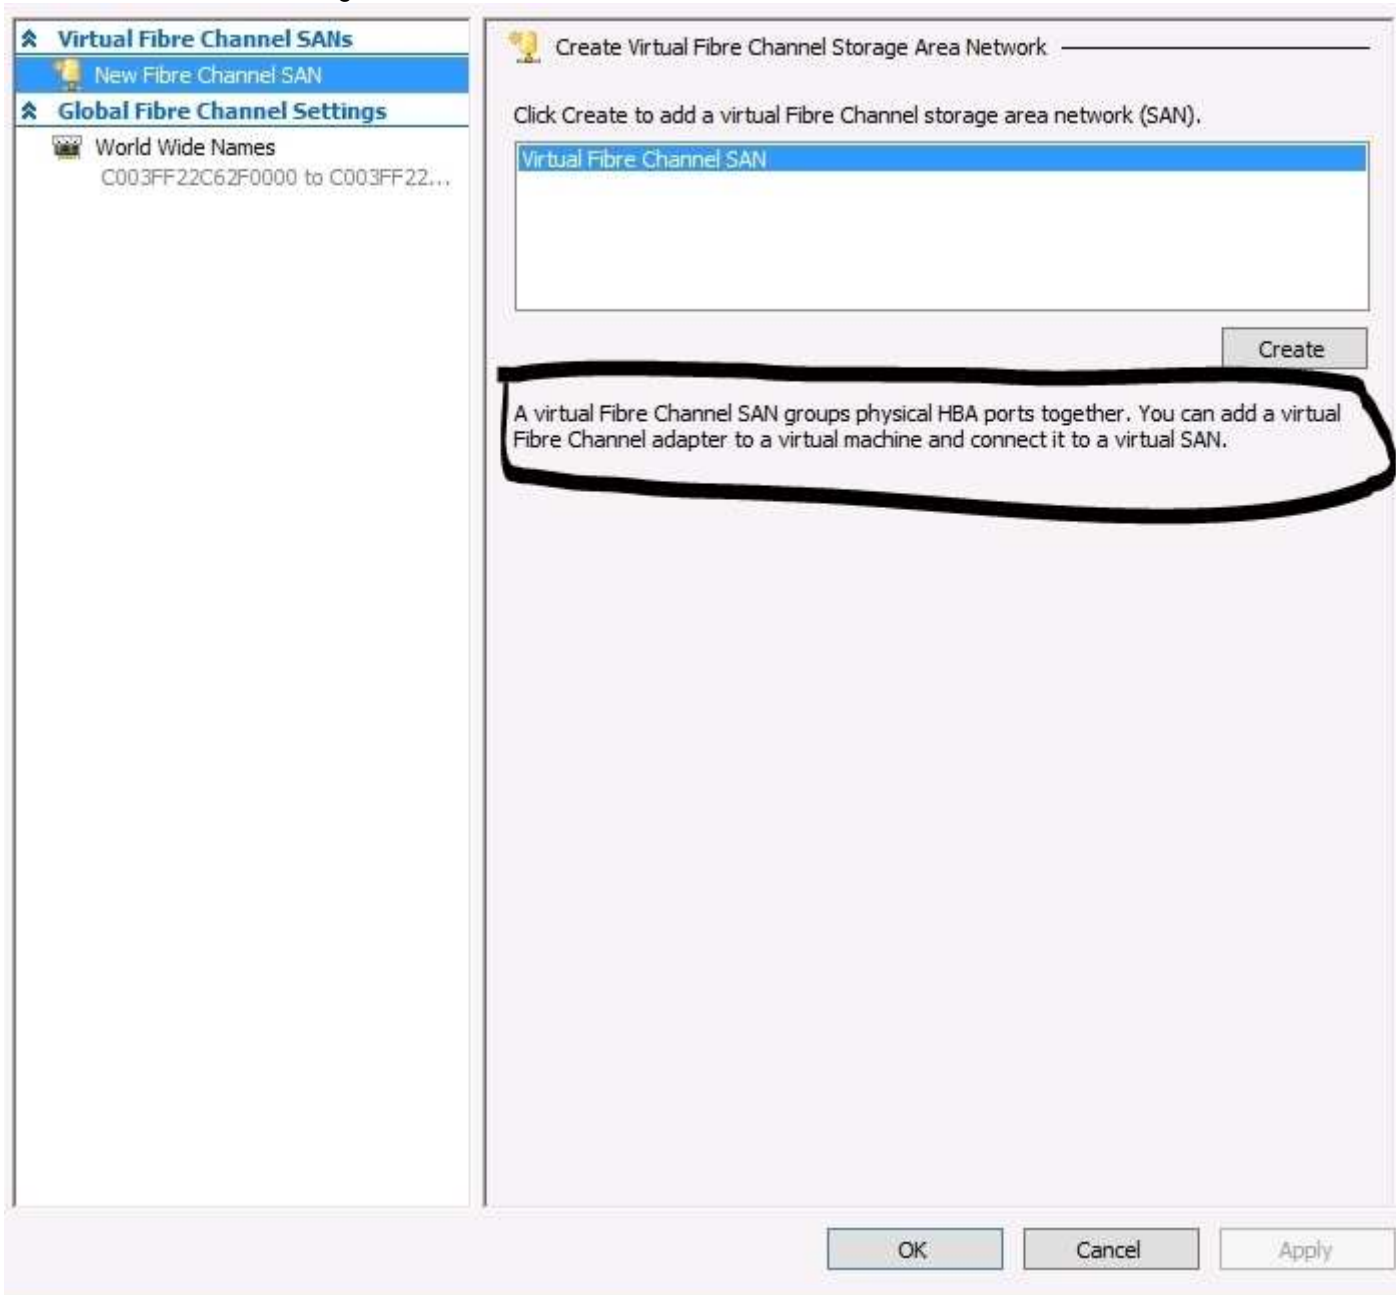 Virtual Fibre Channel SANs
New Fibre Channel SAN
Global Fibre Channel Settings
World Wide Names
C003FF22C62F0000 to C003FF22...
Create Virtual Fibre Channel Storage Area Network
Click Create to add a virtual Fibre Channel storage area network (SAN).
Virtual Fibre Channel SAN
Create
A virtual Fibre Channel SAN groups physical HBA ports together. You can add a virtual
Fibre Channel adapter to a virtual machine and connect it to a virtual SAN.
OK
Cancel
Apply